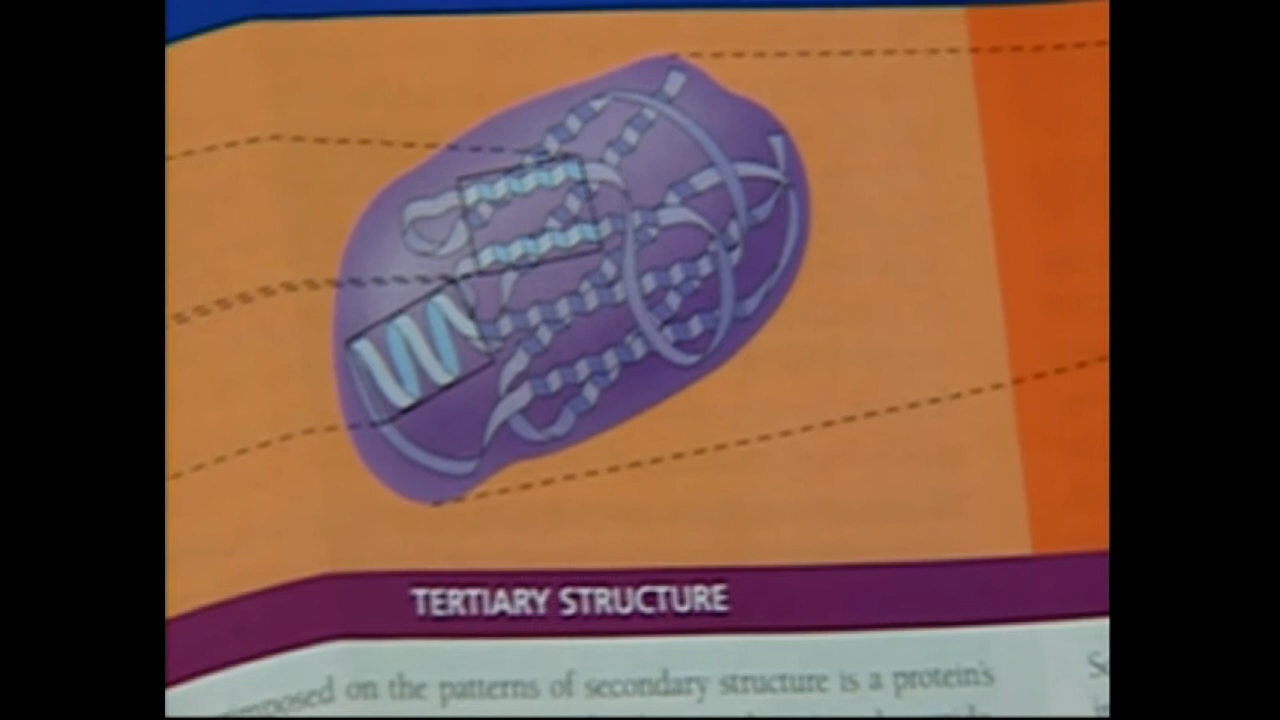 TERTIARY STRUCTURE
on the patterns of secondary structure is a protein's